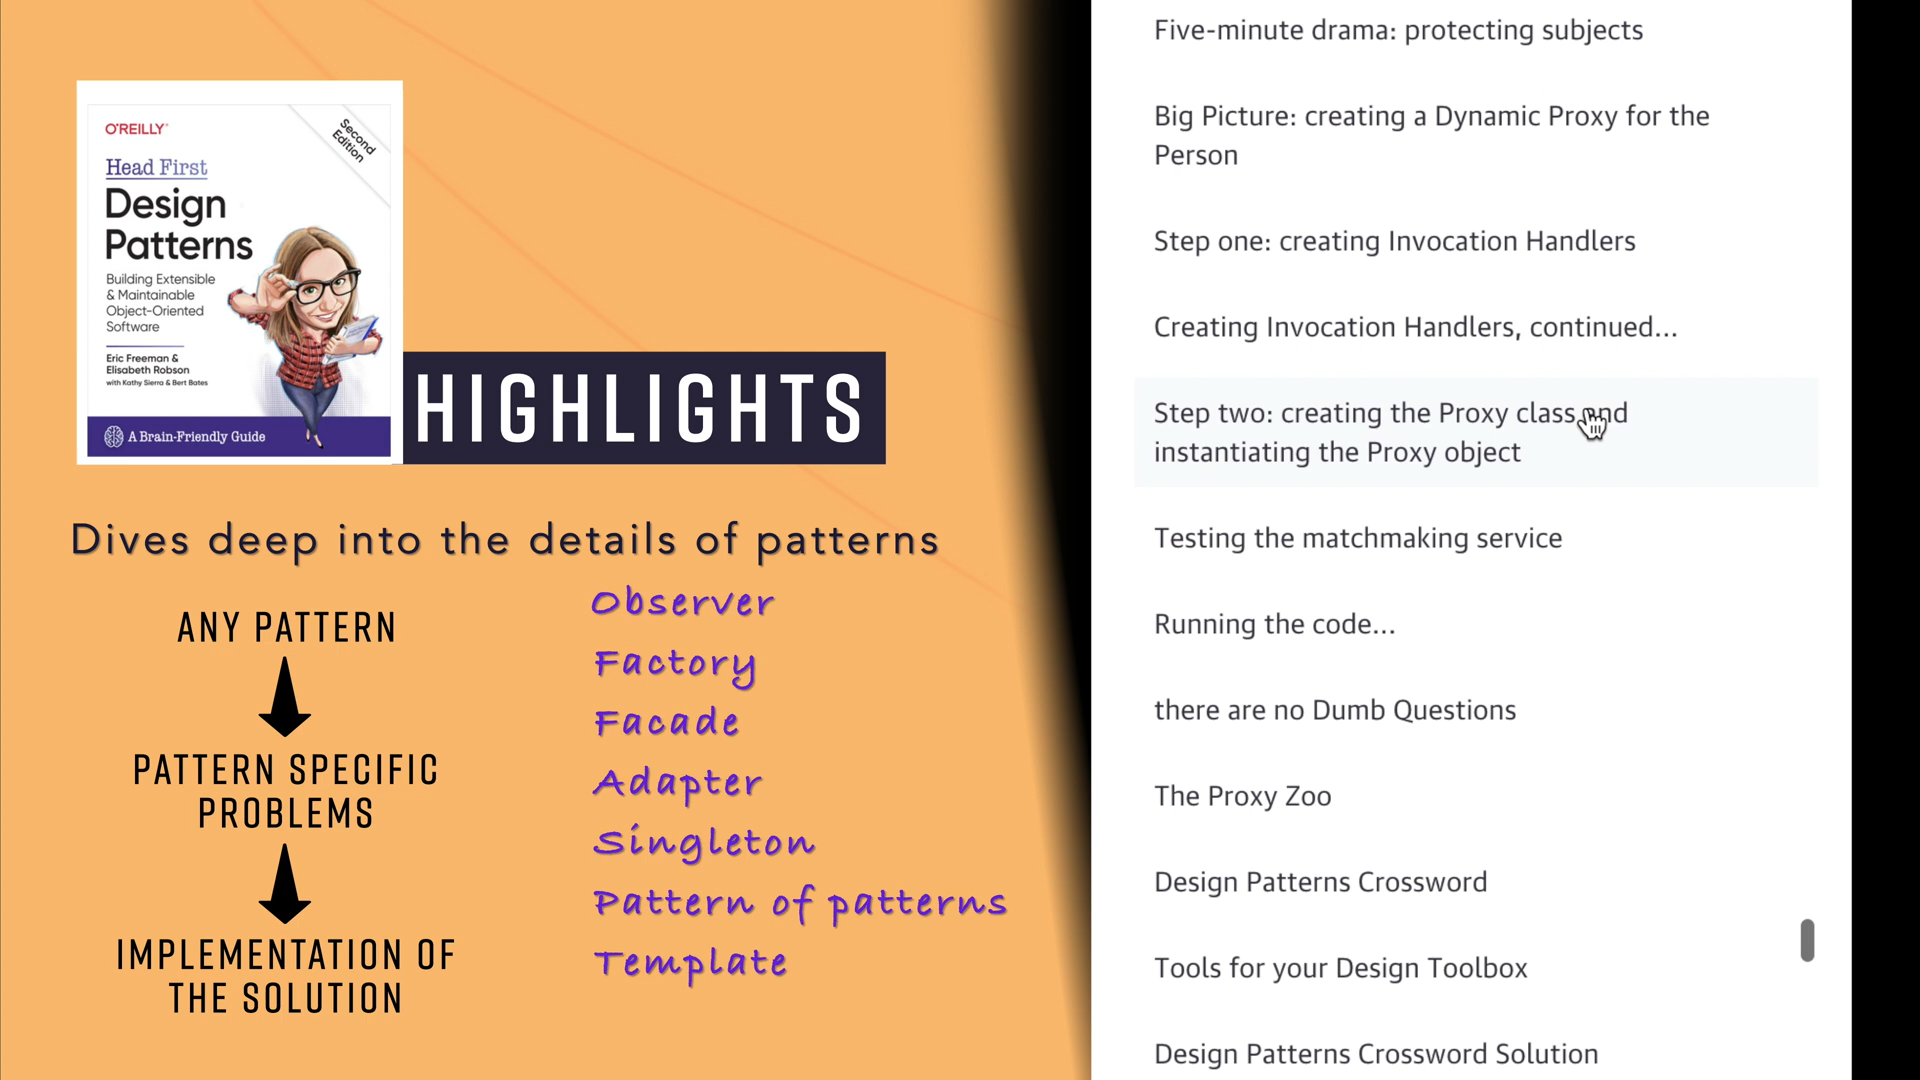 O'REILLY
Second
Edition
Head First
Design
Patterns
Building Extensible
& Maintainable
Object-Oriented
Software
Eric Freeman &
Elisabeth Robson
with Kathy Sierra & Bert Bates
A Brain-Friendly Guide
HIGHLIGHTS
Dives deep into the details of patterns
ANY PATTERN
PATTERN SPECIFIC
PROBLEMS
IMPLEMENTATION OF
THE SOLUTION
Observer
Factory
Facade
Adapter
Singleton
Pattern of patterns
Template
Five-minute drama: protecting subjects
Big Picture: creating a Dynamic Proxy for the
Person
Step one: creating Invocation Handlers
Creating Invocation Handlers, continued...
Step two: creating the Proxy class and
instantiating the Proxy object
Testing the matchmaking service
Running the code...
there are no Dumb Questions
The Proxy Zoo
Design Patterns Crossword
Tools for your Design Toolbox
Design Patterns Crossword Solution